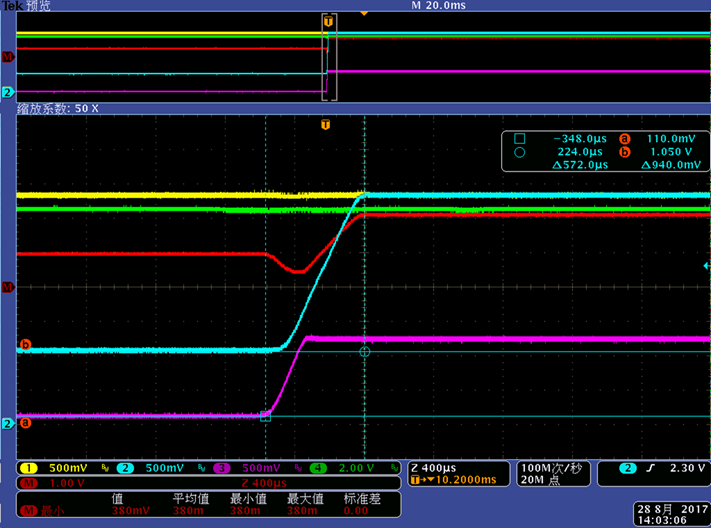 Tek 预览 M 20.0ms
T
M
2
缩放系数: 50 X
T
-348.0μs a 110.0mV
224.0μs b 1.050 V
Δ572.0μs Δ940.0mV
M
b
2 a
1 500mV 2 500mV 3 500mV 4 2.00 V
Z 400μs 100M次/秒 2 2.30 V
M 1.00 V Z 400μs
T→▼10.2000ms 20M 点
值 平均值 最小值 最大值 标准差
M 最小 380mV 380m 380m 380m 0.00
28 8月 2017
14:03:06